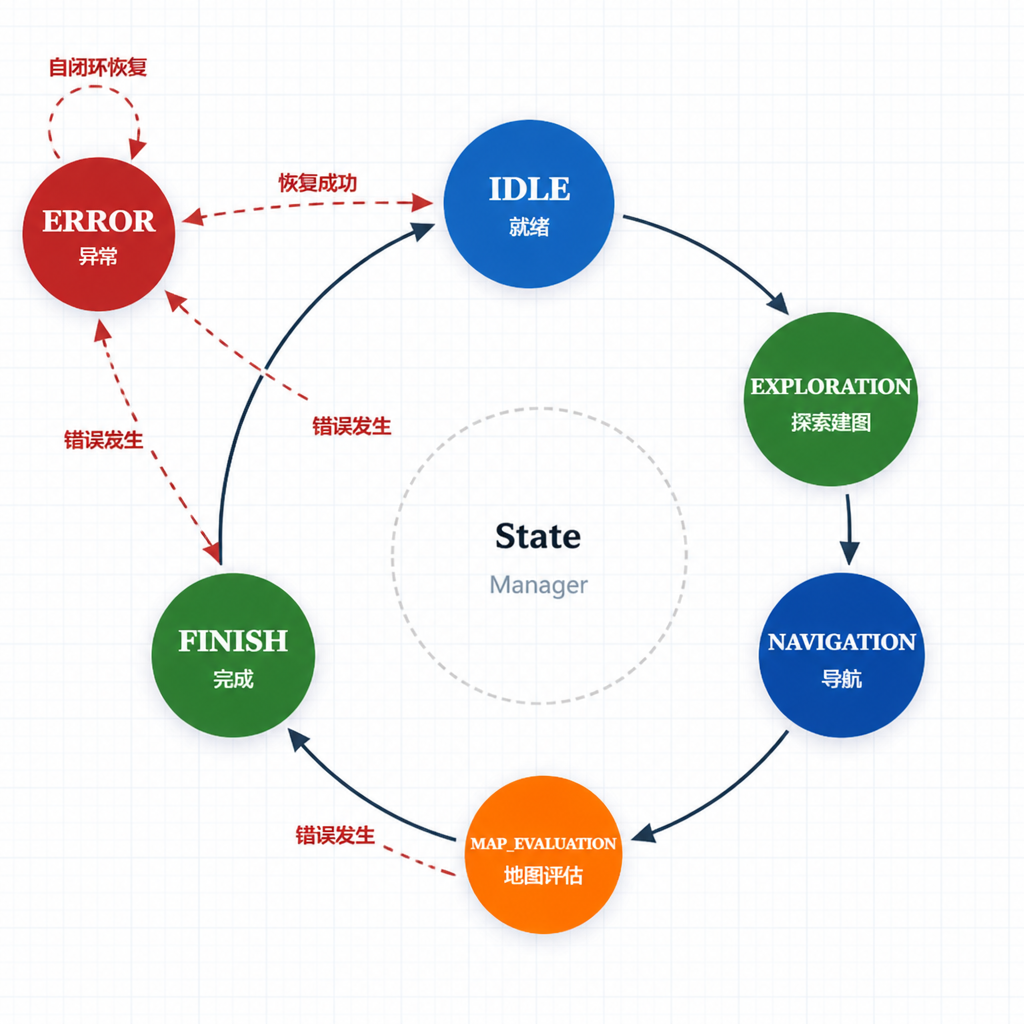 自闭环恢复
ERROR
异常
恢复成功
IDLE
就绪
EXPLORATION
探索建图
错误发生
错误发生
State
Manager
FINISH
完成
NAVIGATION
导航
错误发生
MAP_EVALUATION
地图评估